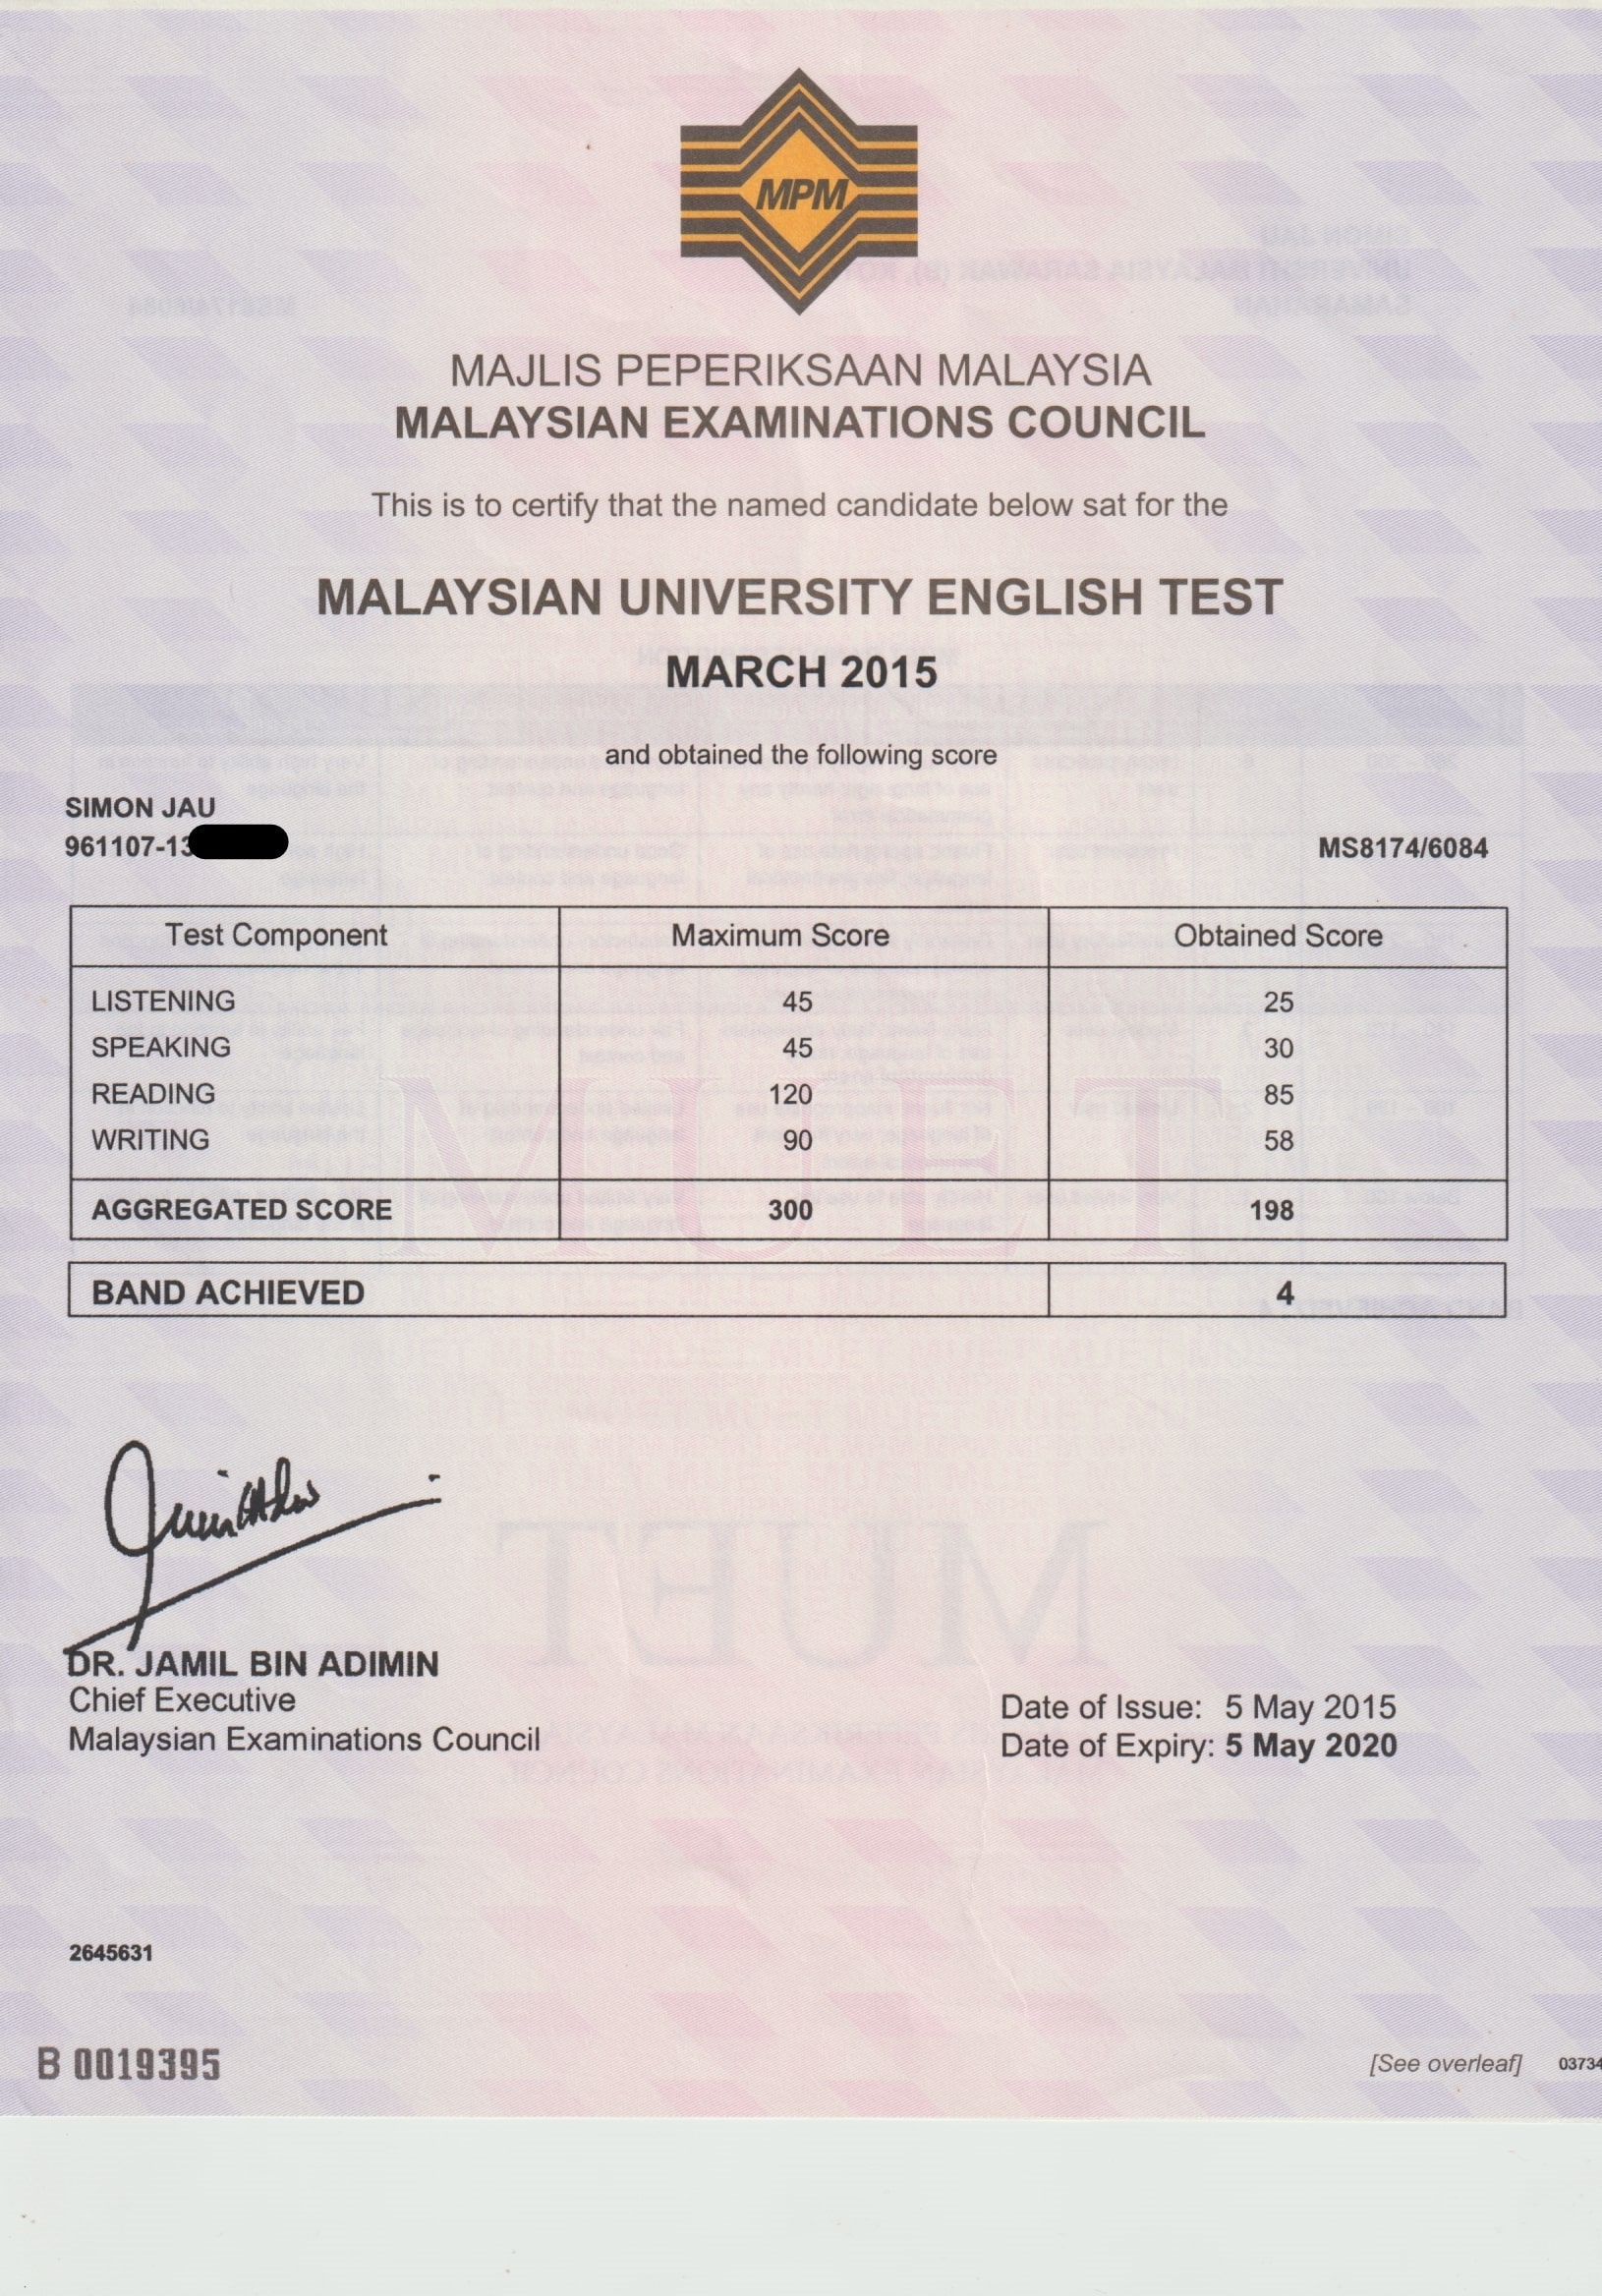 MPM
MAJLIS PEPERIKSAAN MALAYSIA
MALAYSIAN EXAMINATIONS COUNCIL
This is to certify that the named candidate below sat for the
MALAYSIAN UNIVERSITY ENGLISH TEST
MARCH 2015
and obtained the following score
SIMON JAU
961107-13
MS8174/6084
Test Component Maximum Score Obtained Score
LISTENING 45 25
SPEAKING 45 30
READING 120 85
WRITING 90 58
AGGREGATED SCORE 300 198
BAND ACHIEVED 4
MUET
DR. JAMIL BIN ADIMIN
Chief Executive
Malaysian Examinations Council
Date of Issue: 5 May 2015
Date of Expiry: 5 May 2020
2645631
B 0019395
[See overleaf]
03734